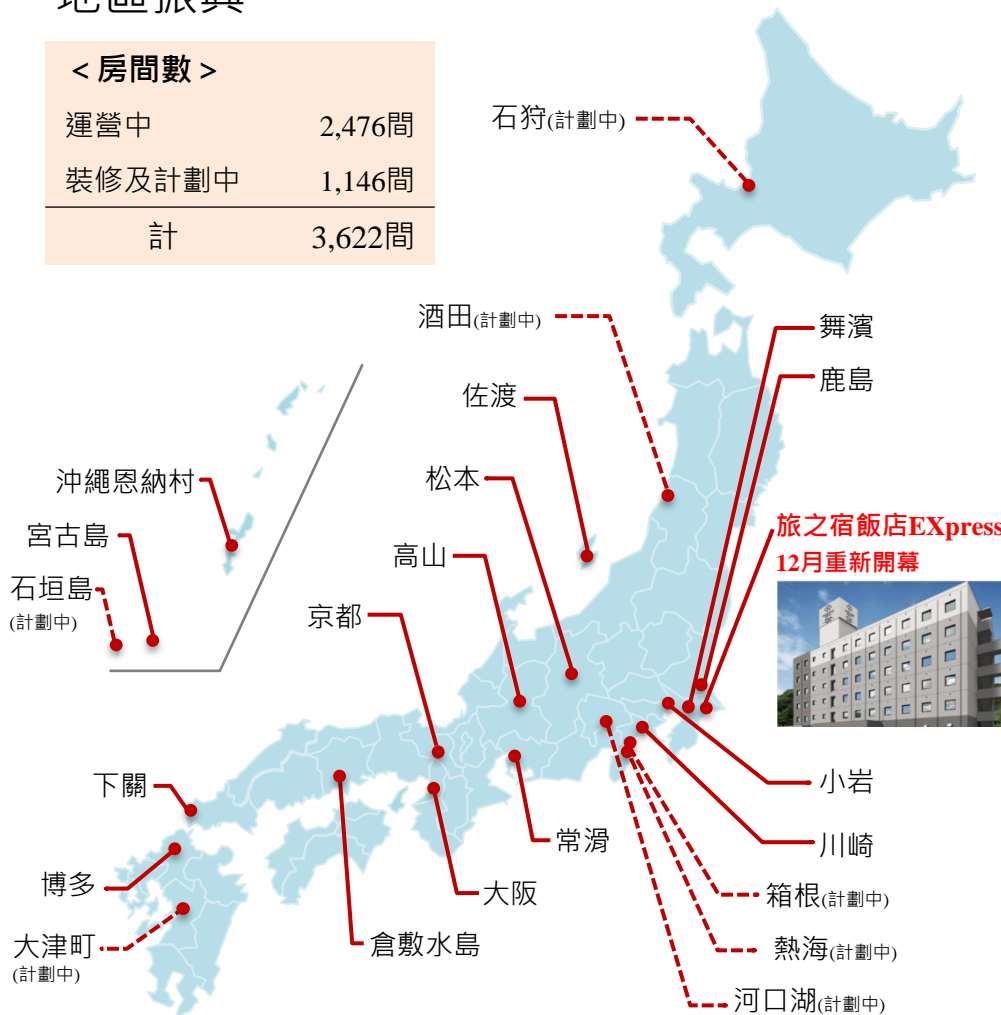 地區振興
＜房間數＞
運營中 2,476間
裝修及計劃中 1,146間
計 3,622間
石狩(計劃中)
酒田(計劃中)
舞濱
鹿島
佐渡
松本
沖繩恩納村
宮古島
高山
石垣島
(計劃中)
京都
旅之宿飯店EXpress
12月重新開幕
下關
小岩
常滑
川崎
博多
大阪
箱根(計劃中)
大津町
(計劃中)
倉敷水島
熱海(計劃中)
河口湖(計劃中)